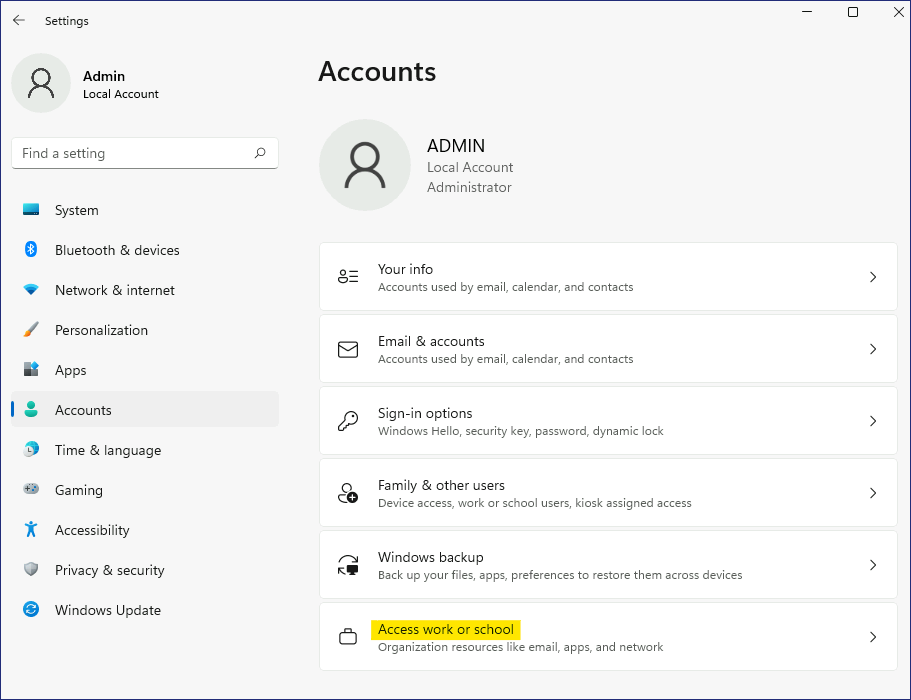 Settings
Admin
Local Account
Find a setting
System
Bluetooth & devices
Network & internet
Personalization
Apps
Accounts
Time & language
Gaming
Accessibility
Privacy & security
Windows Update
Accounts
ADMIN
Local Account
Administrator
Your info
Accounts used by email, calendar, and contacts
Email & accounts
Accounts used by email, calendar, and contacts
Sign-in options
Windows Hello, security key, password, dynamic lock
Family & other users
Device access, work or school users, kiosk assigned access
Windows backup
Back up your files, apps, preferences to restore them across devices
Access work or school
Organization resources like email, apps, and network